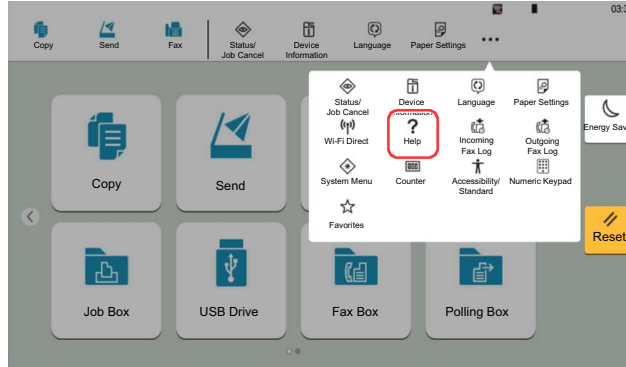 03:3
Copy
Send
Fax
Status/
Job Cancel
Device
Information
Language
Paper Settings
Status/
Job Cancel
Device
Information
Language
Paper Settings
Wi-Fi Direct
Help
Incoming
Fax Log
Outgoing
Fax Log
System Menu
Counter
Accessibility/
Standard
Numeric Keypad
Favorites
Energy Sav
Reset
Copy
Send
Job Box
USB Drive
Fax Box
Polling Box